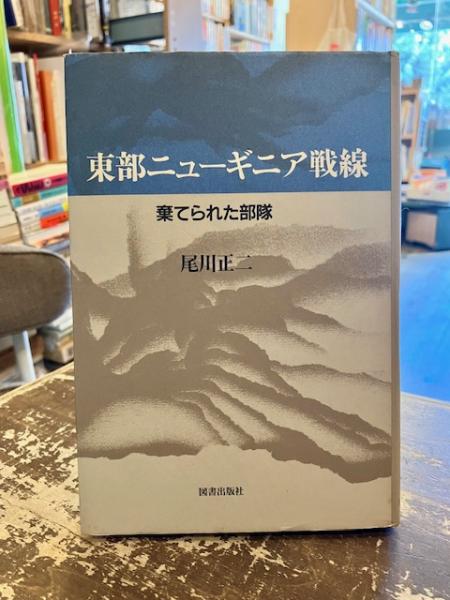 東部ニューギニア戦線
棄てられた部隊
尾川正二
図書出版社